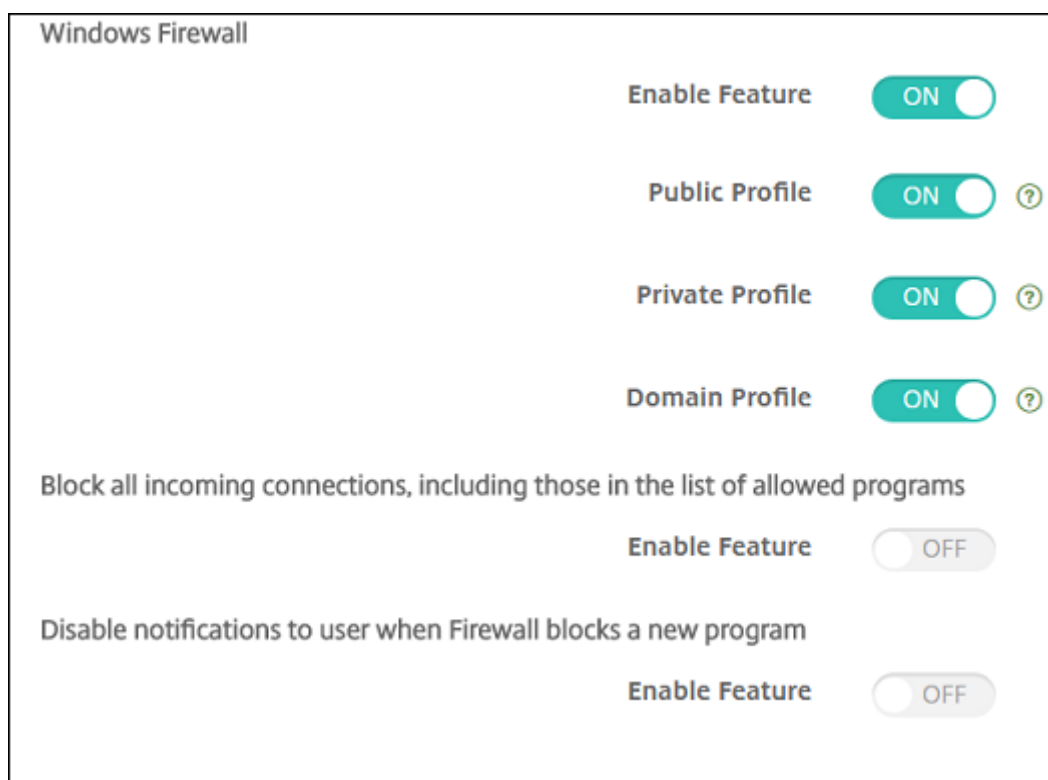 Windows Firewall
Enable Feature ON
Public Profile ON ?
Private Profile ON ?
Domain Profile ON ?
Block all incoming connections, including those in the list of allowed programs
Enable Feature OFF
Disable notifications to user when Firewall blocks a new program
Enable Feature OFF